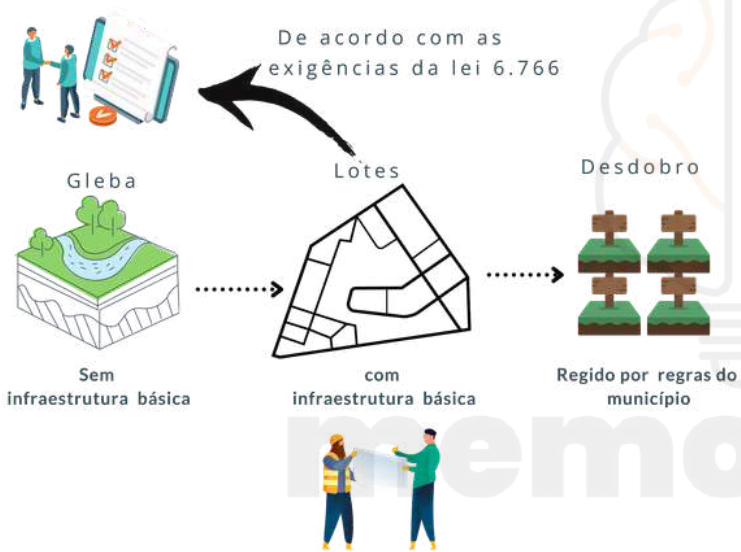 De acordo com as
exigências da lei 6.766
Gleba
Lotes
Desdobro
Sem
infraestrutura básica
com
infraestrutura básica
Regido por regras do
município
memo